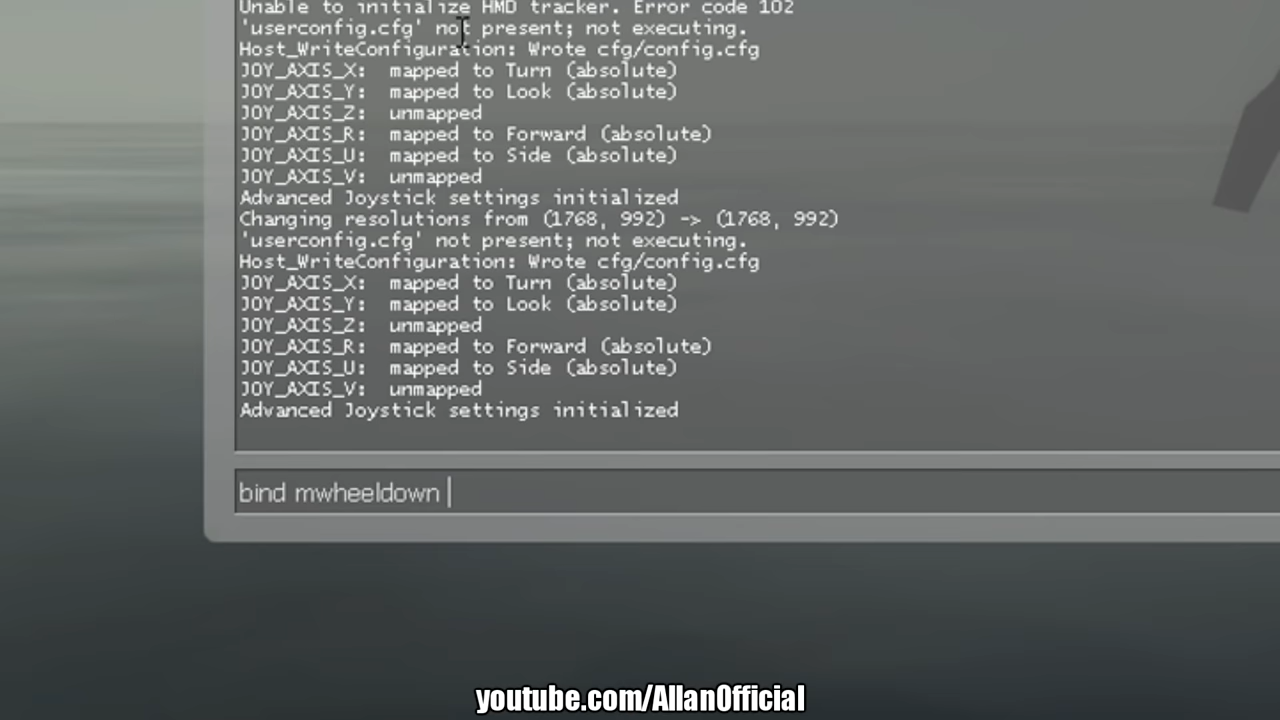 Unable to initialize HMD tracker. Error code 102
'userconfig.cfg' not present; not executing.
Host_WriteConfiguration: Wrote cfg/config.cfg
JOY_AXIS_X:  mapped to Turn (absolute)
JOY_AXIS_Y:  mapped to Look (absolute)
JOY_AXIS_Z:  unmapped
JOY_AXIS_R:  mapped to Forward (absolute)
JOY_AXIS_U:  mapped to Side (absolute)
JOY_AXIS_V:  unmapped
Advanced Joystick settings initialized
Changing resolutions from (1768, 992) -> (1768, 992)
'userconfig.cfg' not present; not executing.
Host_WriteConfiguration: Wrote cfg/config.cfg
JOY_AXIS_X:  mapped to Turn (absolute)
JOY_AXIS_Y:  mapped to Look (absolute)
JOY_AXIS_Z:  unmapped
JOY_AXIS_R:  mapped to Forward (absolute)
JOY_AXIS_U:  mapped to Side (absolute)
JOY_AXIS_V:  unmapped
Advanced Joystick settings initialized
bind mwheeldown
youtube.com/AllanOfficial